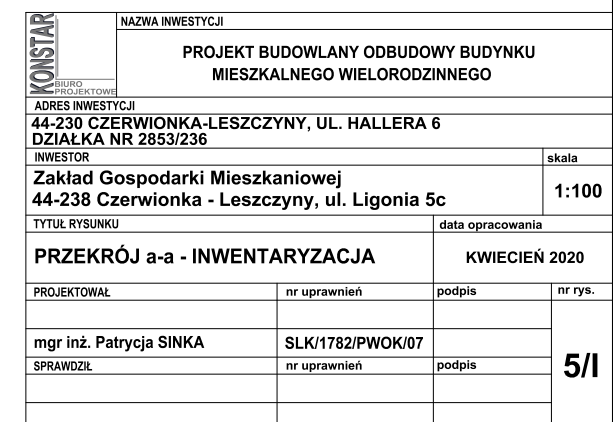 KONSTAR
BIURO
PROJEKTOWE
NAZWA INWESTYCJI
PROJEKT BUDOWLANY ODBUDOWY BUDYNKU
MIESZKALNEGO WIELORODZINNEGO
ADRES INWESTYCJI
44-230 CZERWIONKA-LESZCZYNY, UL. HALLERA 6
DZIAŁKA NR 2853/236
INWESTOR
skala
Zakład Gospodarki Mieszkaniowej
44-238 Czerwionka - Leszczyny, ul. Ligonia 5c
1:100
TYTUŁ RYSUNKU
data opracowania
PRZEKRÓJ a-a - INWENTARYZACJA
KWIECIEŃ 2020
PROJEKTOWAŁ
nr uprawnień
podpis
nr rys.
mgr inż. Patrycja SINKA
SLK/1782/PWOK/07
5/I
SPRAWDZIŁ
nr uprawnień
podpis